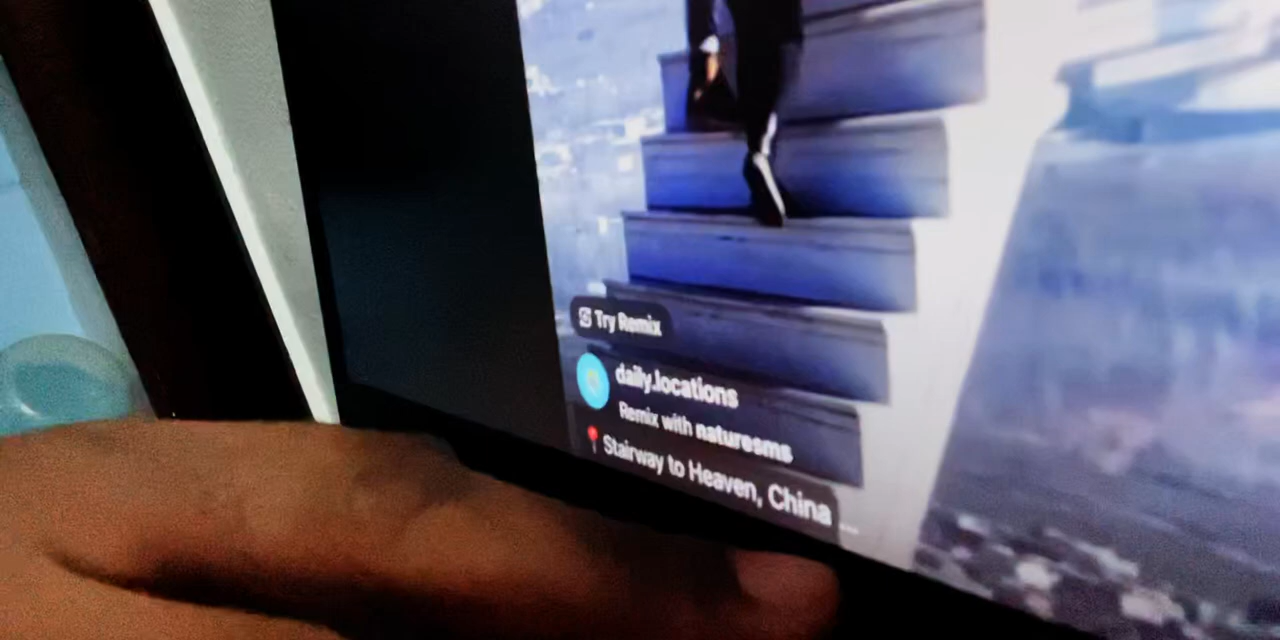 Try Remix
daily.locations
Remix with naturesms
📍 Stairway to Heaven, China ...